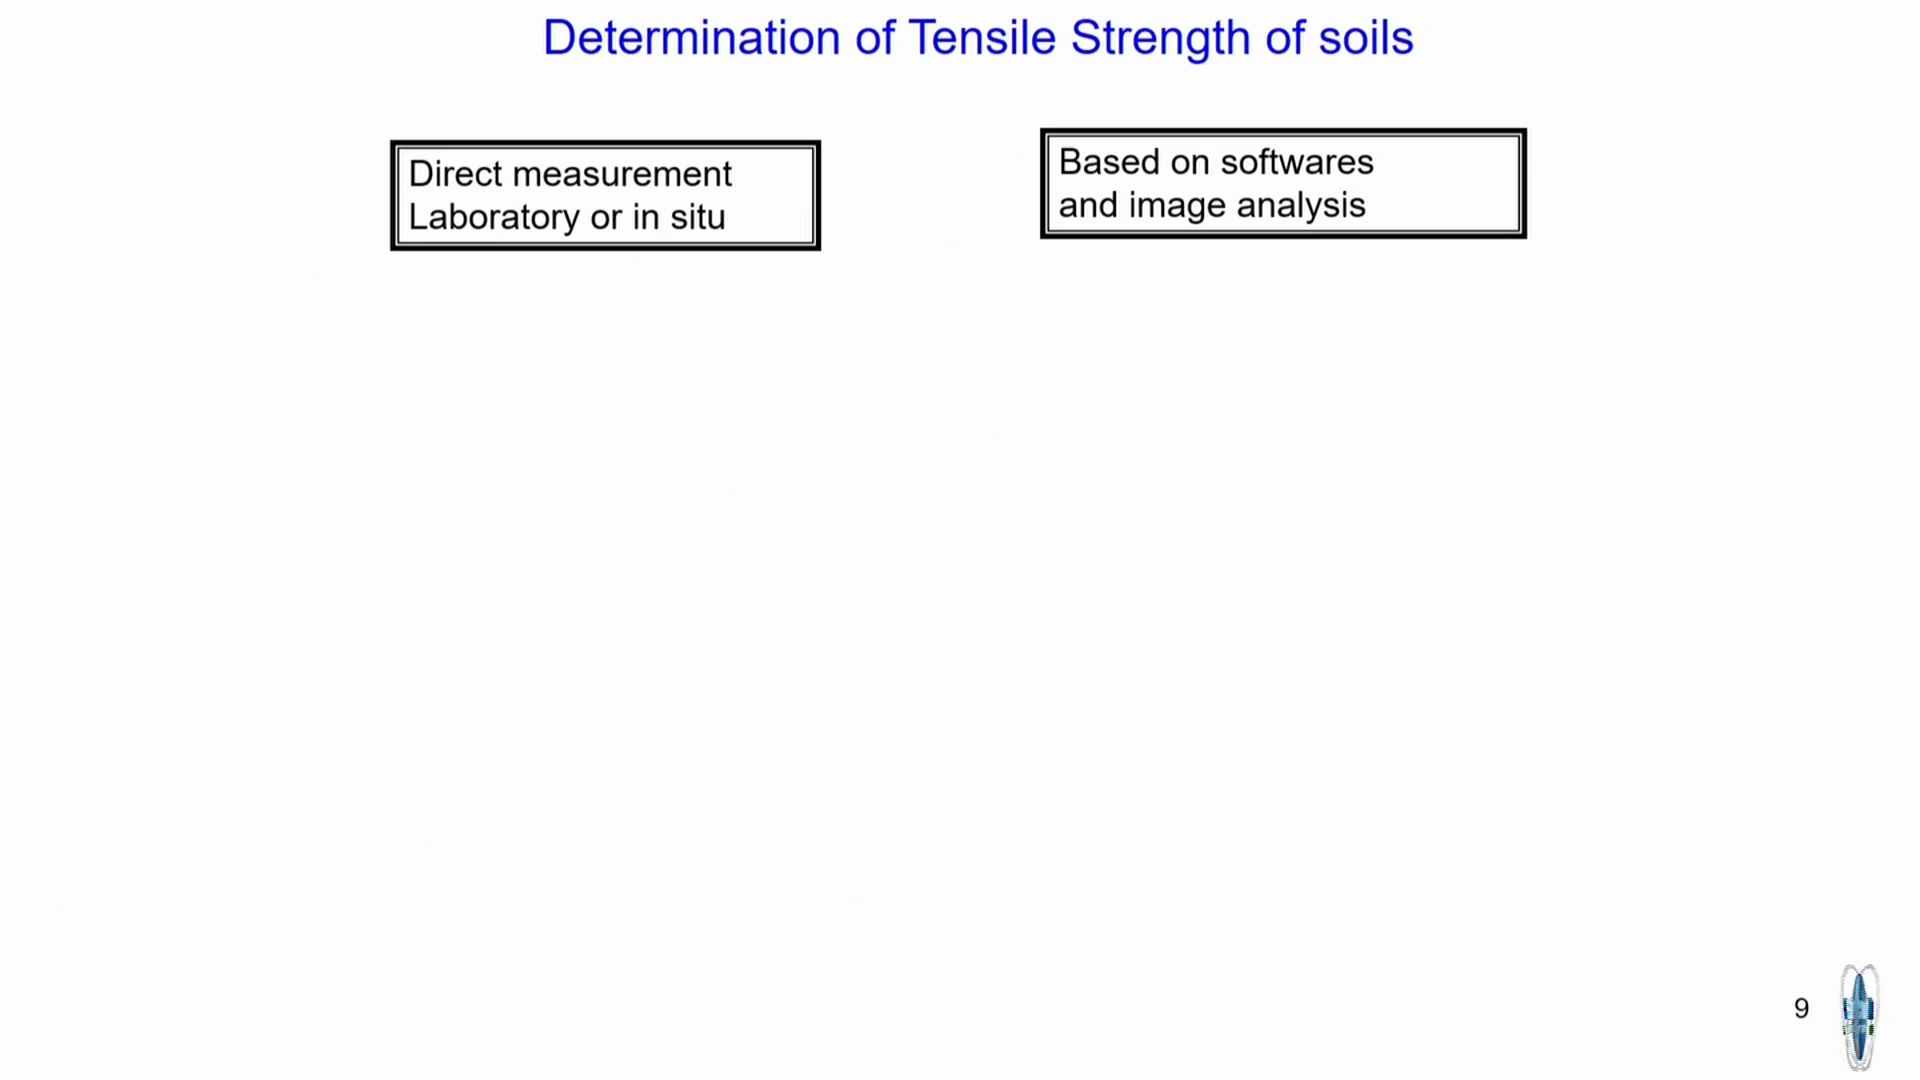 Determination of Tensile Strength of soils
Direct measurement
Laboratory or in situ
Based on softwares
and image analysis
9